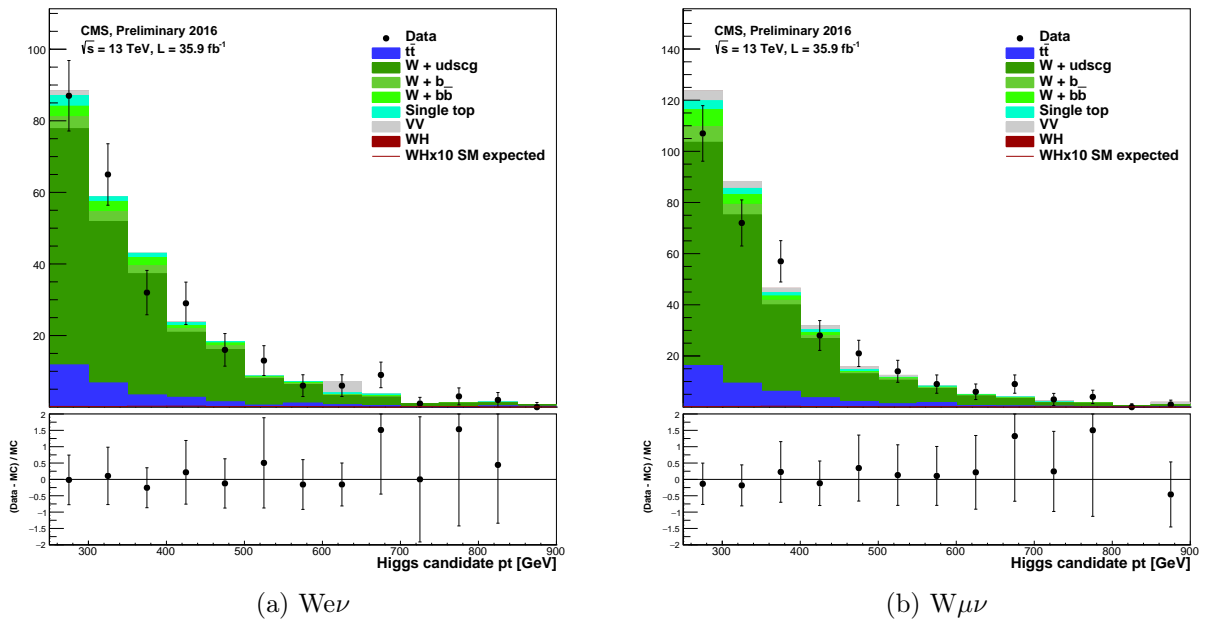 CMS, Preliminary 2016
√s = 13 TeV, L = 35.9 fb⁻¹
Data
tt̄
W + udscg
W + b_
W + bb̄
Single top
VV
WH
WHx10 SM expected
100
80
60
40
20
(Data - MC) / MC
2
1.5
1
0.5
0
−0.5
−1
−1.5
−2
300 400 500 600 700 800 900
Higgs candidate pt [GeV]
(a) Weν
CMS, Preliminary 2016
√s = 13 TeV, L = 35.9 fb⁻¹
Data
tt̄
W + udscg
W + b_
W + bb̄
Single top
VV
WH
WHx10 SM expected
140
120
100
80
60
40
20
(Data - MC) / MC
2
1.5
1
0.5
0
−0.5
−1
−1.5
−2
300 400 500 600 700 800 900
Higgs candidate pt [GeV]
(b) Wμν